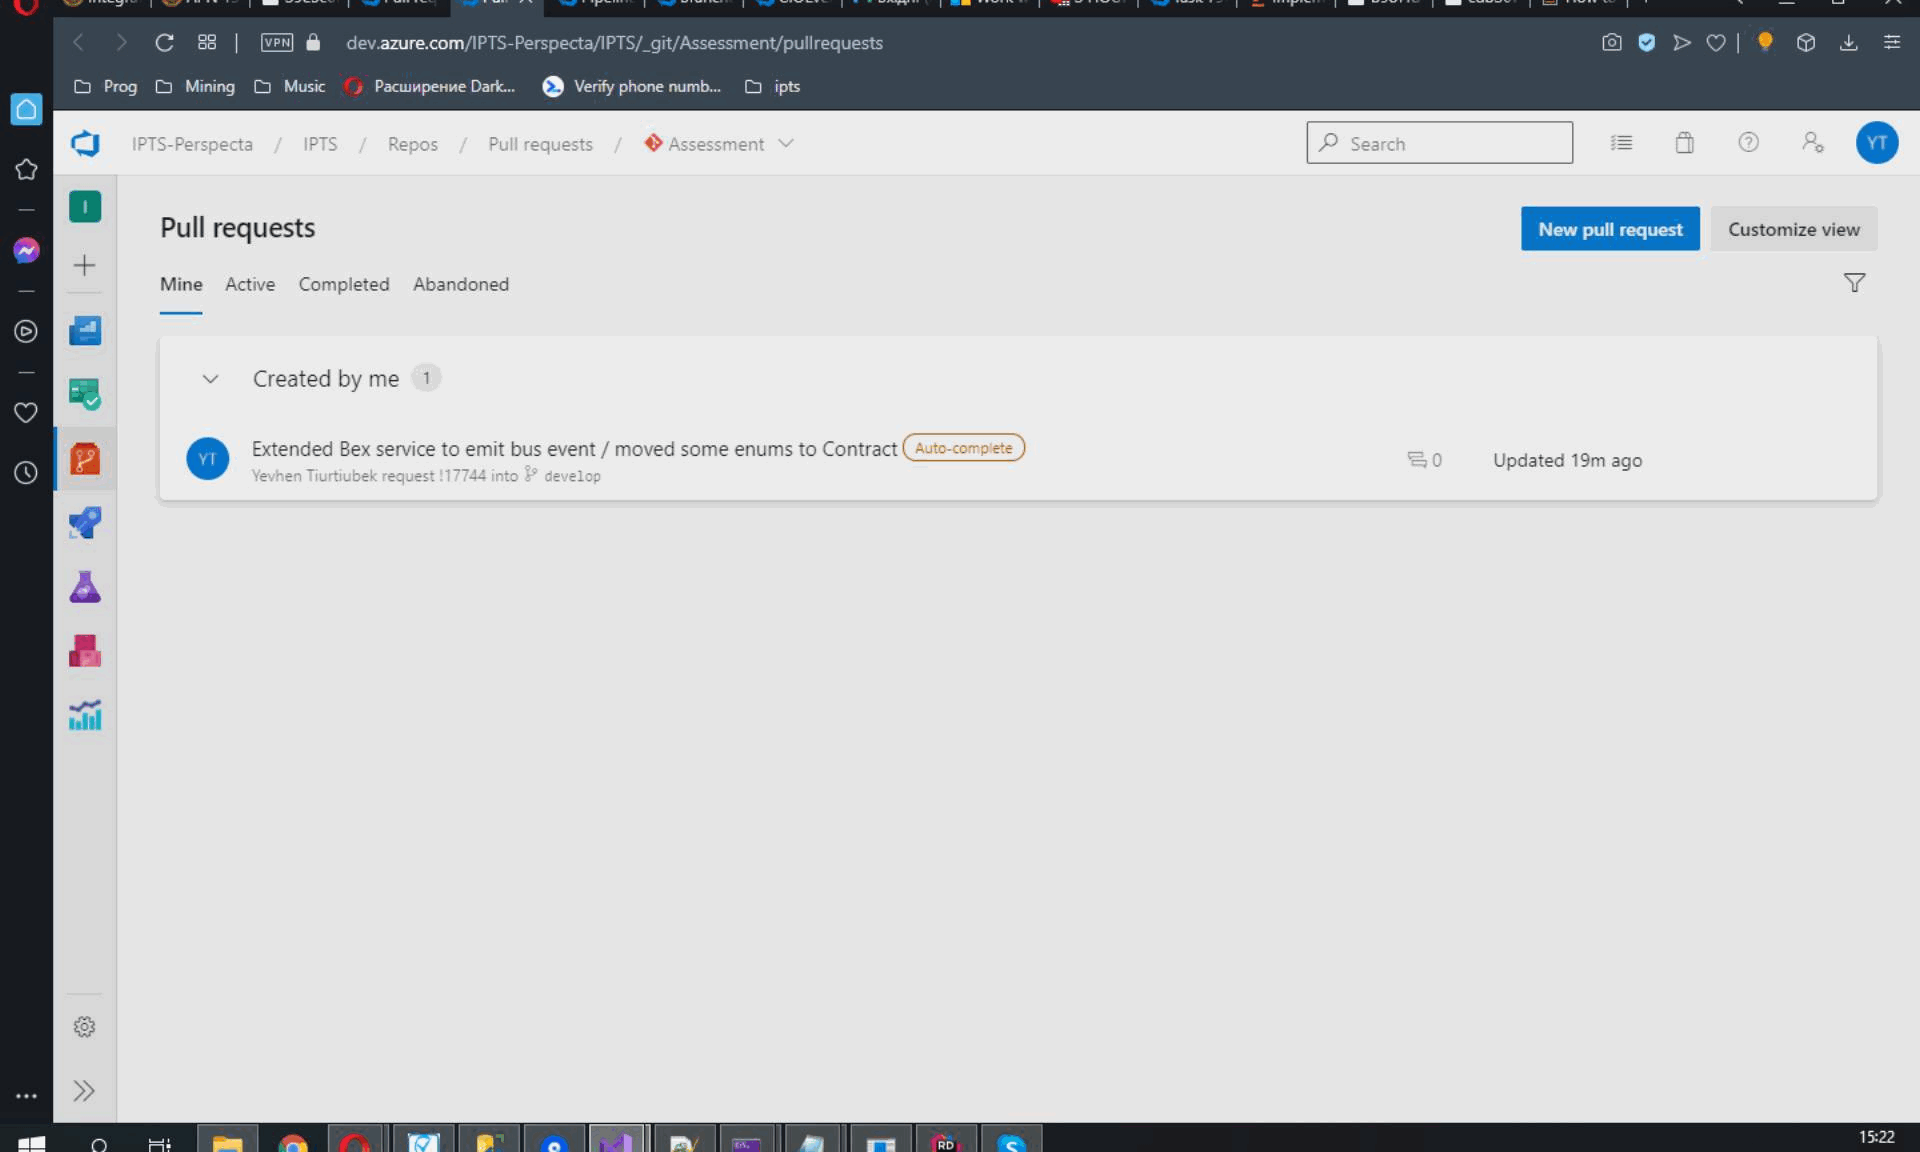 VPN
dev.azure.com/IPTS-Perspecta/IPTS/_git/Assessment/pullrequests
Prog
Mining
Music
Расширение Dark...
Verify phone numb...
ipts
IPTS-Perspecta / IPTS / Repos / Pull requests / Assessment
Search
YT
I
Pull requests
New pull request
Customize view
Mine
Active
Completed
Abandoned
Created by me 1
YT
Extended Bex service to emit bus event / moved some enums to Contract Auto-complete
Yevhen Tiurtiubek request !17744 into develop
0
Updated 19m ago
RD
15:22